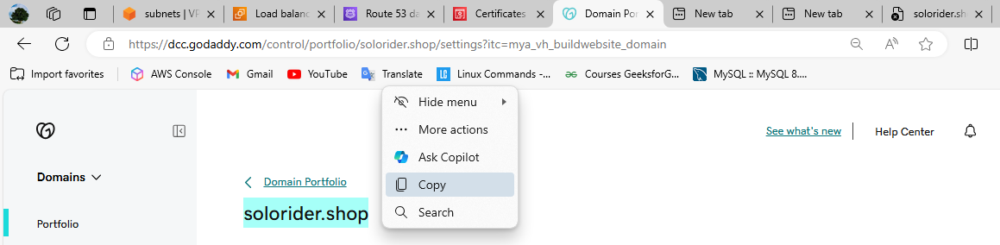 subnets | VP
Load balanc
Route 53 da
Certificates
Domain Por
New tab
New tab
solorider.sh
https://dcc.godaddy.com/control/portfolio/solorider.shop/settings?itc=mya_vh_buildwebsite_domain
Import favorites
AWS Console
Gmail
YouTube
Translate
Linux Commands -...
Courses GeeksforG...
MySQL :: MySQL 8....
Hide menu
More actions
Ask Copilot
Copy
Search
See what's new
Help Center
Domains
Portfolio
Domain Portfolio
solorider.shop